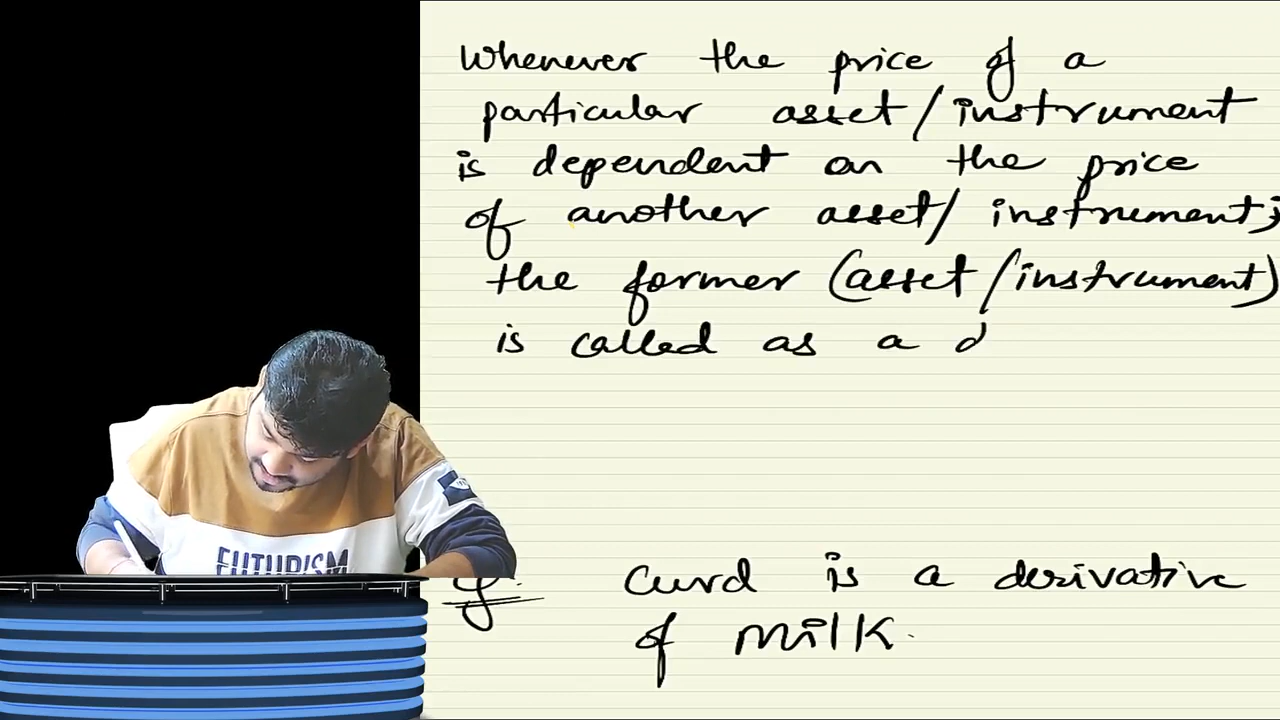 Whenever the price of a
particular asset/instrument
is dependent on the price
of another asset/ instrument;
the former (asset/instrument)
is called as a d
FUTURISM
Curd is a derivative
of milk.